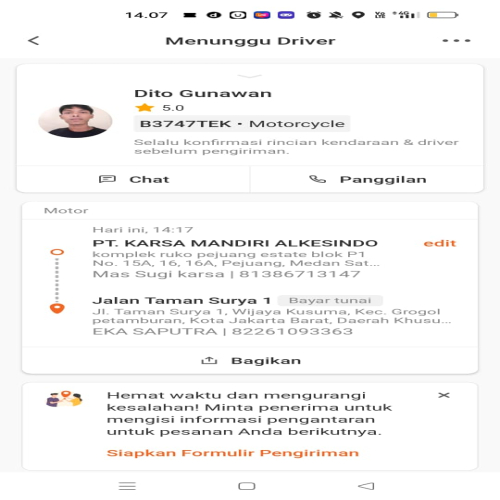 14.07
4G
Menunggu Driver
Dito Gunawan
5.0
B3747TEK • Motorcycle
Selalu konfirmasi rincian kendaraan & driver
sebelum pengiriman.
Chat
Panggilan
Motor
Hari ini, 14:17
PT. KARSA MANDIRI ALKESINDO
edit
komplek ruko pejuang estate blok P1
No. 15A, 16, 16A, Pejuang, Medan Sat...
Mas Sugi karsa | 81386713147
Jalan Taman Surya 1
Bayar tunai
Jl. Taman Surya 1, Wijaya Kusuma, Kec. Grogol
petamburan, Kota Jakarta Barat, Daerah Khusu...
EKA SAPUTRA | 82261093363
Bagikan
Hemat waktu dan mengurangi
kesalahan! Minta penerima untuk
mengisi informasi pengantaran
untuk pesanan Anda berikutnya.
Siapkan Formulir Pengiriman